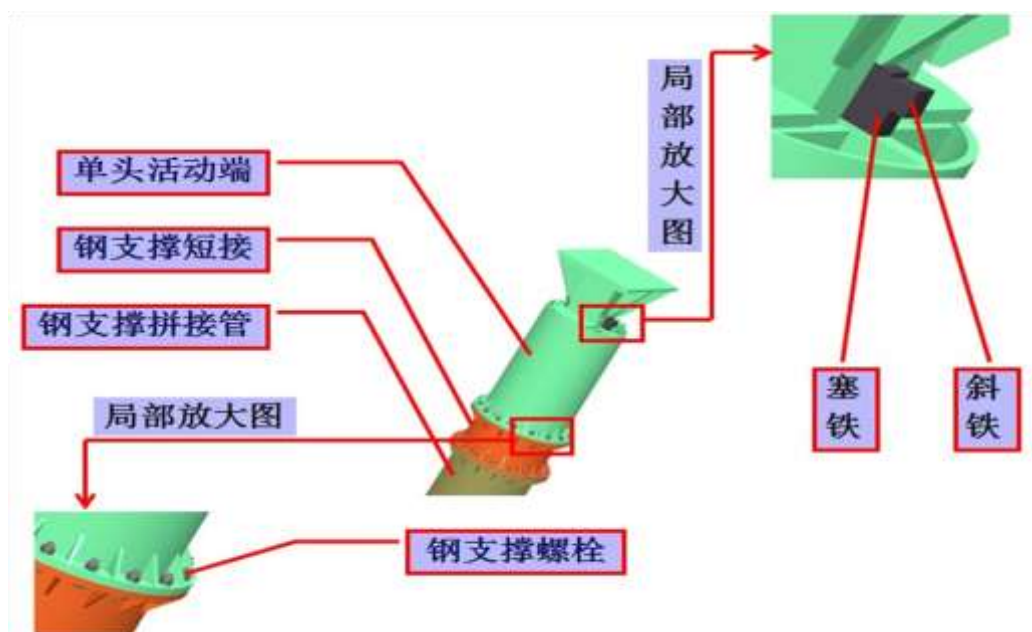 局部放大图
单头活动端
钢支撑短接
钢支撑拼接管
局部放大图
塞铁
斜铁
钢支撑螺栓